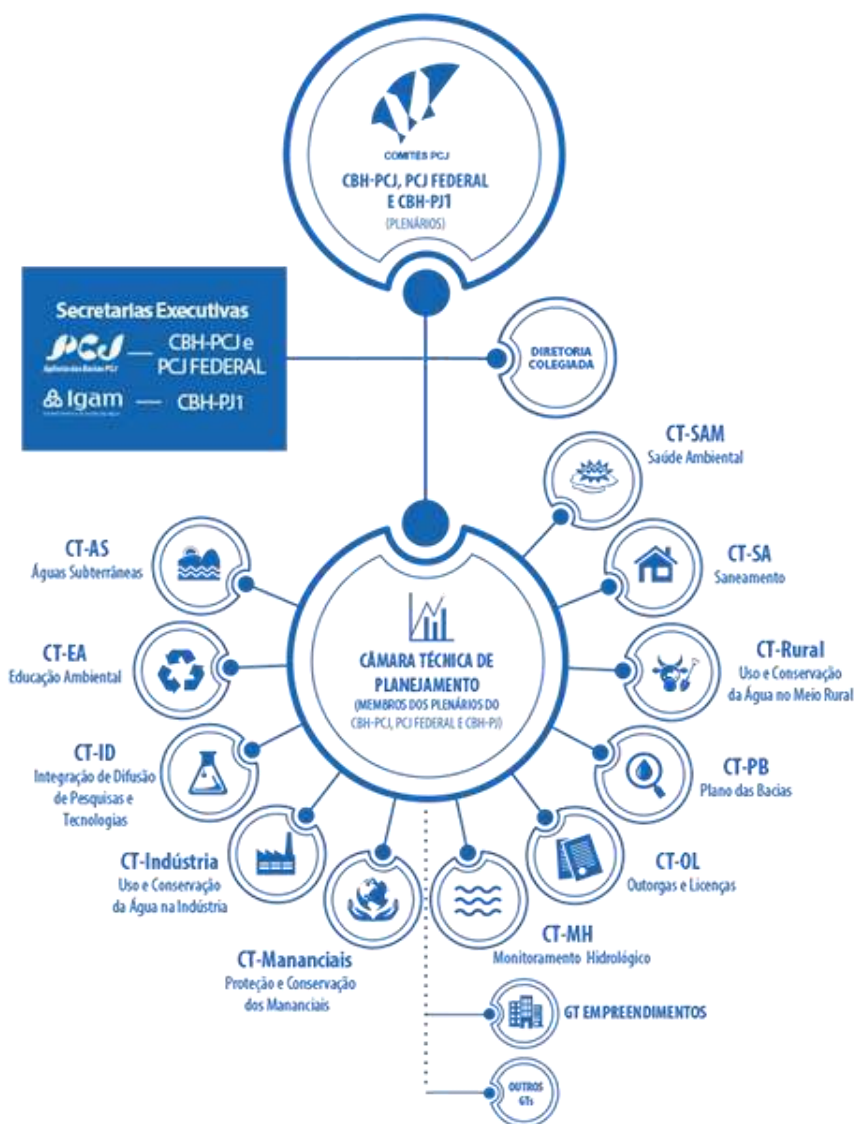 COMITÊS PCJ
CBH-PCJ, PCJ FEDERAL
E CBH-PJ1
(PLENÁRIOS)
Secretarias Executivas
PCJ
Agência das Bacias PCJ
— CBH-PCJ e
PCJ FEDERAL
Igam — CBH-PJ1
DIRETORIA
COLEGIADA
CT-SAM
Saúde Ambiental
CT-AS
Águas Subterrâneas
CT-SA
Saneamento
CT-EA
Educação Ambiental
CT-Rural
Uso e Conservação
da Água no Meio Rural
CÂMARA TÉCNICA DE
PLANEJAMENTO
(MEMBROS DOS PLENÁRIOS DO
CBH-PCJ, PCJ FEDERAL E CBH-PJ)
CT-ID
Integração de Difusão
de Pesquisas e
Tecnologias
CT-PB
Plano das Bacias
CT-Indústria
Uso e Conservação
da Água na Indústria
CT-OL
Outorgas e Licenças
CT-Mananciais
Proteção e Conservação
dos Mananciais
CT-MH
Monitoramento Hidrológico
GT EMPREENDIMENTOS
OUTROS
GTs